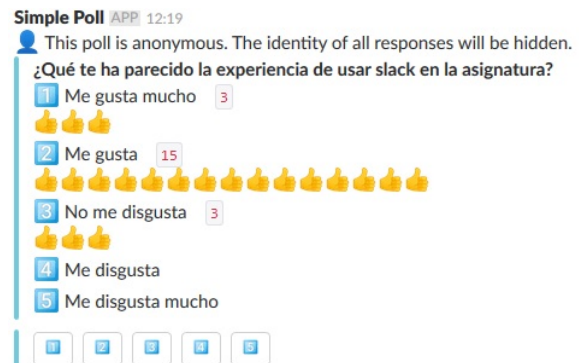 Simple Poll APP 12:19
This poll is anonymous. The identity of all responses will be hidden.
¿Qué te ha parecido la experiencia de usar slack en la asignatura?
1 Me gusta mucho 3
2 Me gusta 15
3 No me disgusta 3
4 Me disgusta
5 Me disgusta mucho
1 2 3 4 5